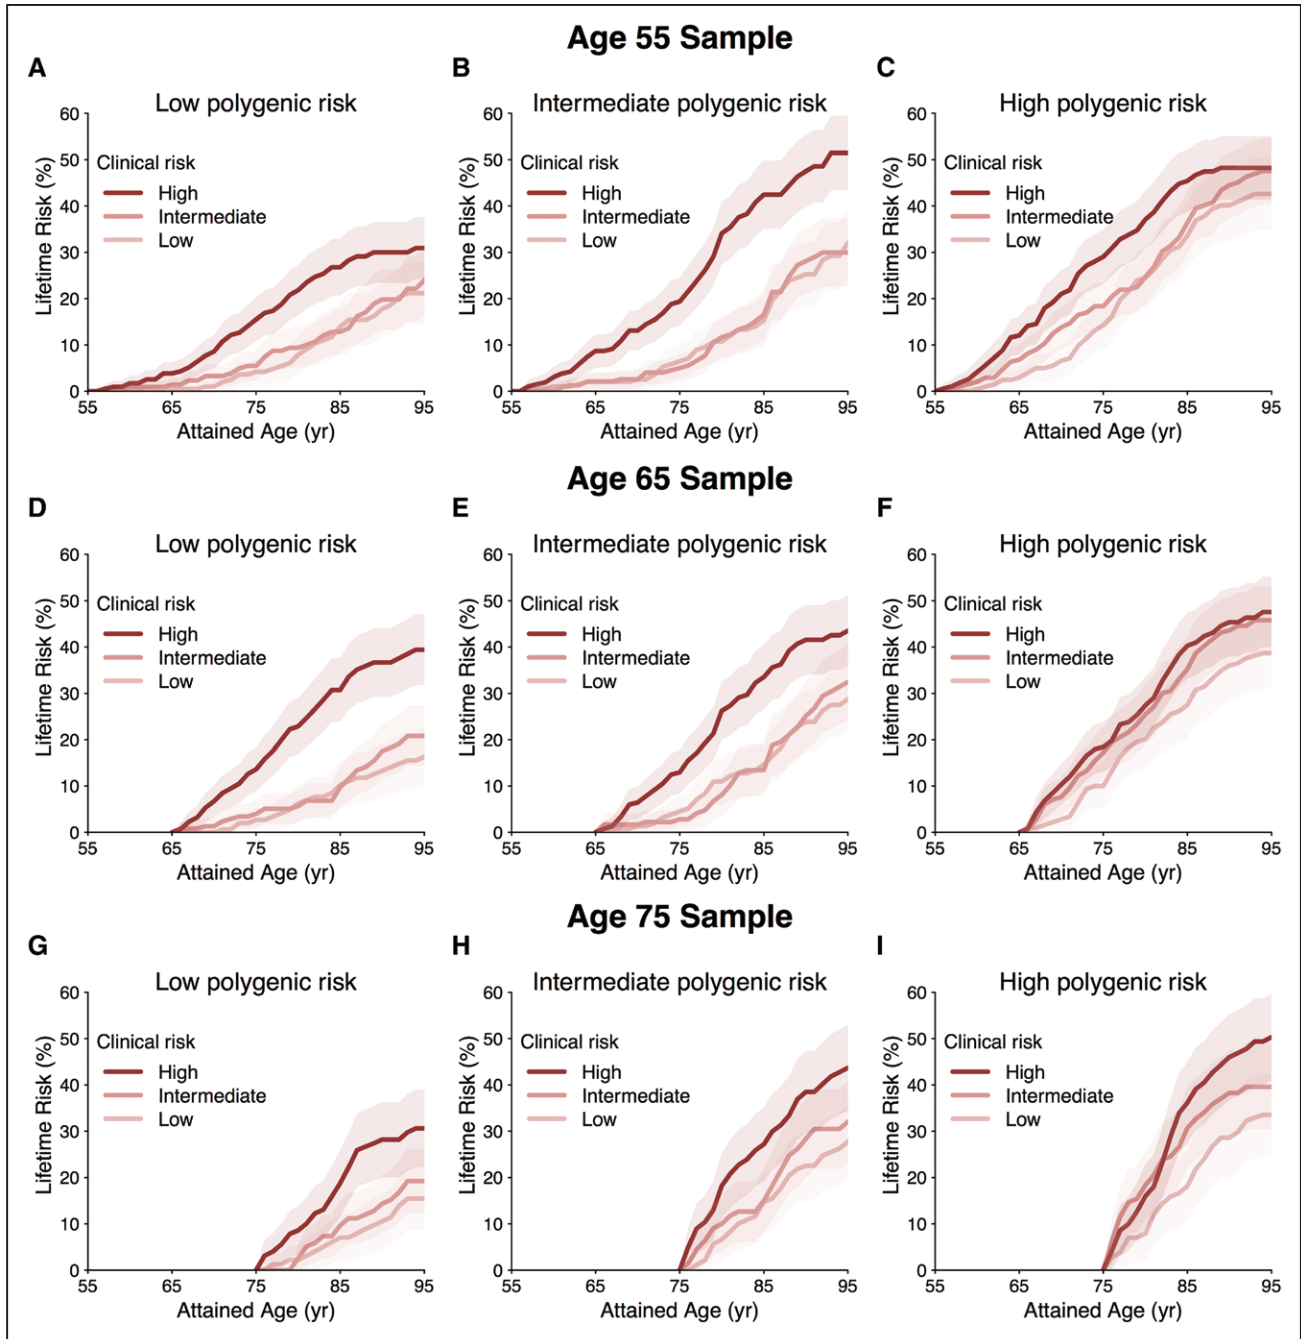 Age 55 Sample
A
Low polygenic risk
Lifetime Risk (%)
60
50
40
30
20
10
0
Clinical risk
High
Intermediate
Low
55 65 75 85 95
Attained Age (yr)
B
Intermediate polygenic risk
Lifetime Risk (%)
60
50
40
30
20
10
0
Clinical risk
High
Intermediate
Low
55 65 75 85 95
Attained Age (yr)
C
High polygenic risk
Lifetime Risk (%)
60
50
40
30
20
10
0
Clinical risk
High
Intermediate
Low
55 65 75 85 95
Attained Age (yr)
Age 65 Sample
D
Low polygenic risk
Lifetime Risk (%)
60
50
40
30
20
10
0
Clinical risk
High
Intermediate
Low
55 65 75 85 95
Attained Age (yr)
E
Intermediate polygenic risk
Lifetime Risk (%)
60
50
40
30
20
10
0
Clinical risk
High
Intermediate
Low
55 65 75 85 95
Attained Age (yr)
F
High polygenic risk
Lifetime Risk (%)
60
50
40
30
20
10
0
Clinical risk
High
Intermediate
Low
55 65 75 85 95
Attained Age (yr)
Age 75 Sample
G
Low polygenic risk
Lifetime Risk (%)
60
50
40
30
20
10
0
Clinical risk
High
Intermediate
Low
55 65 75 85 95
Attained Age (yr)
H
Intermediate polygenic risk
Lifetime Risk (%)
60
50
40
30
20
10
0
Clinical risk
High
Intermediate
Low
55 65 75 85 95
Attained Age (yr)
I
High polygenic risk
Lifetime Risk (%)
60
50
40
30
20
10
0
Clinical risk
High
Intermediate
Low
55 65 75 85 95
Attained Age (yr)